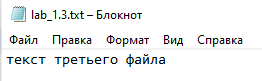 lab_1.3.txt – Блокнот
Файл Правка Формат Вид Справка
текст третьего файла